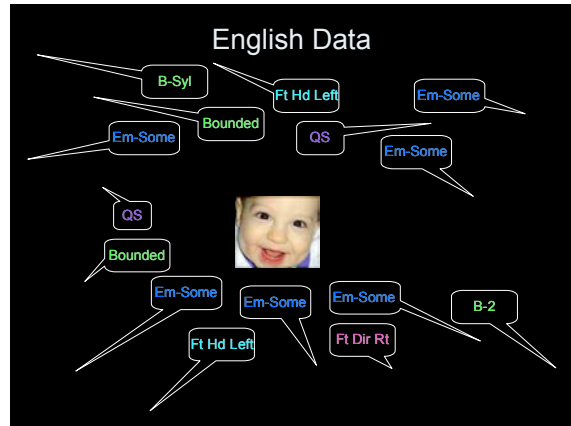 English Data
B-Syl
Ft Hd Left
Em-Some
Bounded
Em-Some
QS
Em-Some
QS
Bounded
Em-Some
Em-Some
Em-Some
B-2
Ft Hd Left
Ft Dir Rt